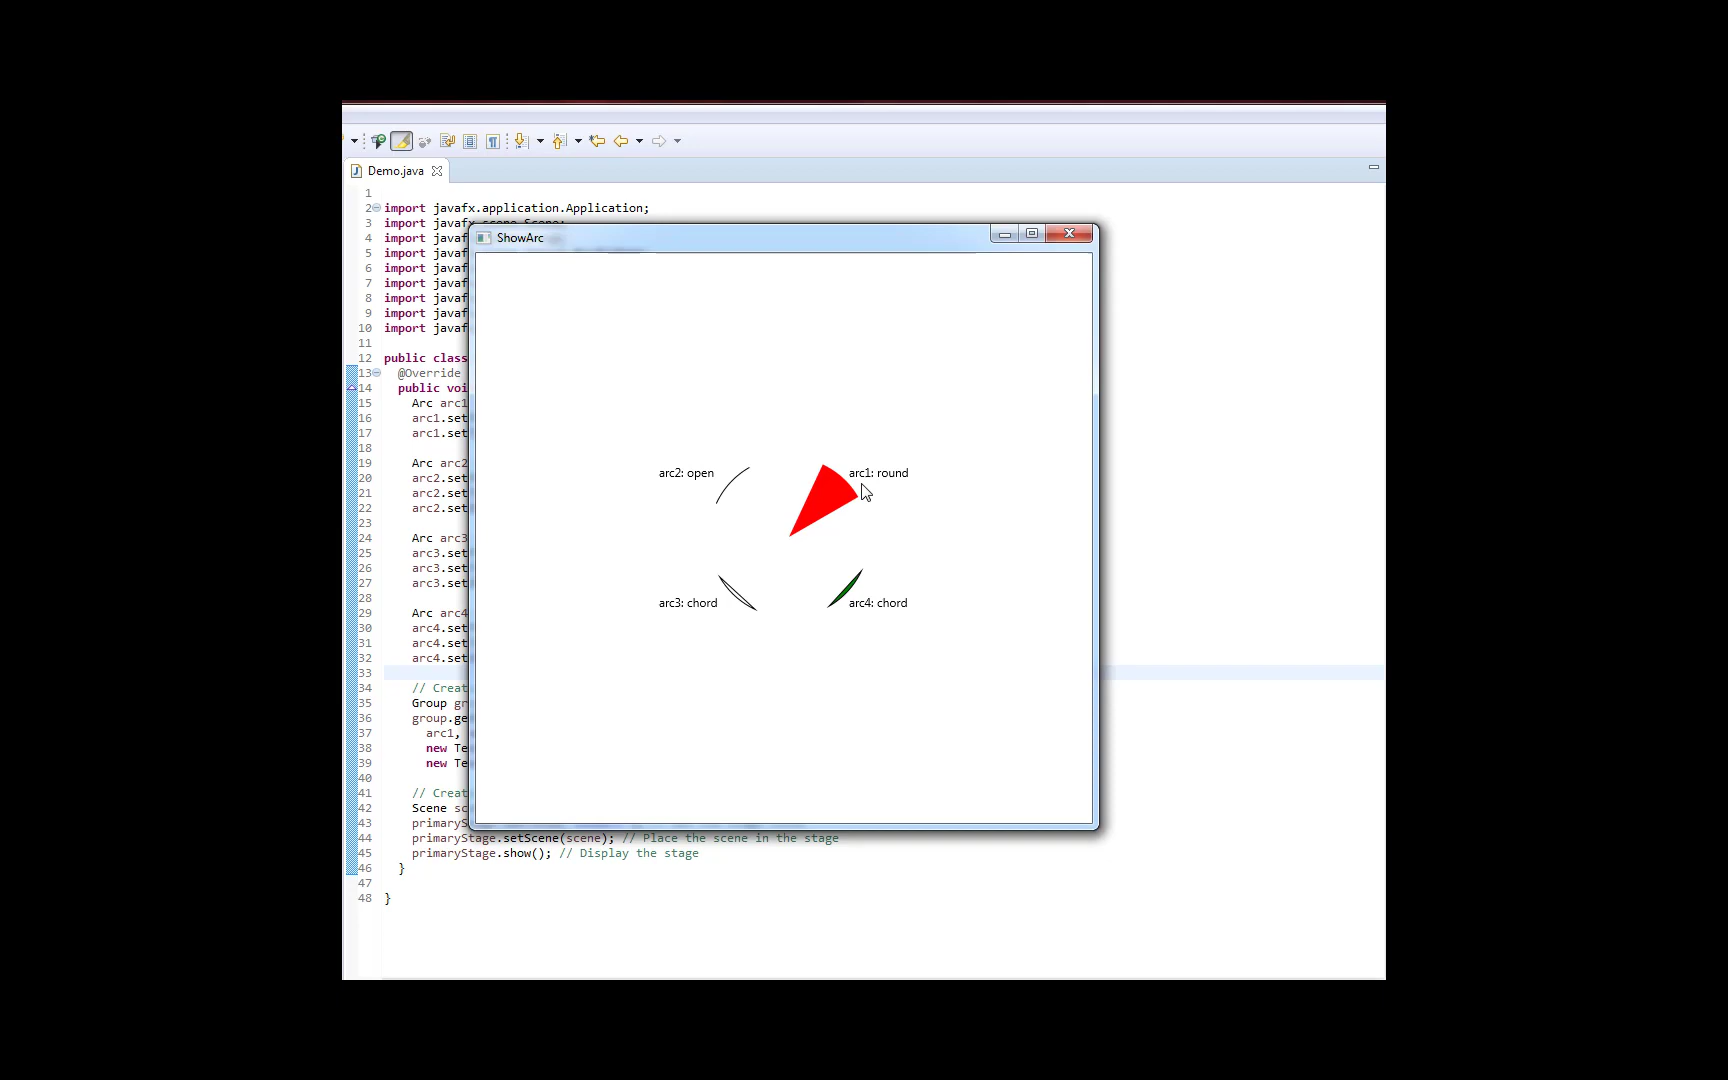 Demo.java
1
2 import javafx.application.Application;
3 import javafx.scene.Scene;
4 import javaf
5 import javaf
6 import javaf
7 import javaf
8 import javaf
9 import javaf
10 import javaf
11
12 public class
13 @Override
14 public voi
15 Arc arc1
16 arc1.set
17 arc1.set
18
19 Arc arc2
20 arc2.set
21 arc2.set
22 arc2.set
23
24 Arc arc3
25 arc3.set
26 arc3.set
27 arc3.set
28
29 Arc arc4
30 arc4.set
31 arc4.set
32 arc4.set
33
34 // Creat
35 Group gr
36 group.ge
37 arc1,
38 new Te
39 new Te
40
41 // Creat
42 Scene sc
43 primaryS
44 primaryStage.setScene(scene); // Place the scene in the stage
45 primaryStage.show(); // Display the stage
46 }
47
48 }
ShowArc
arc2: open
arc1: round
arc3: chord
arc4: chord